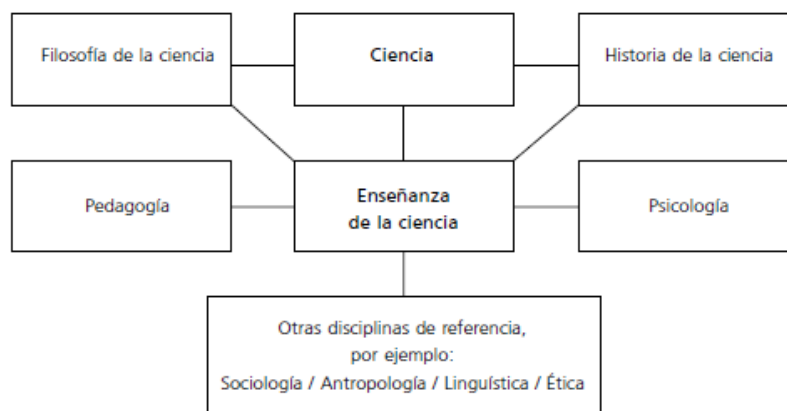 Filosofía de la ciencia
Ciencia
Historia de la ciencia
Pedagogía
Enseñanza
de la ciencia
Psicología
Otras disciplinas de referencia,
por ejemplo:
Sociología / Antropología / Linguística / Ética